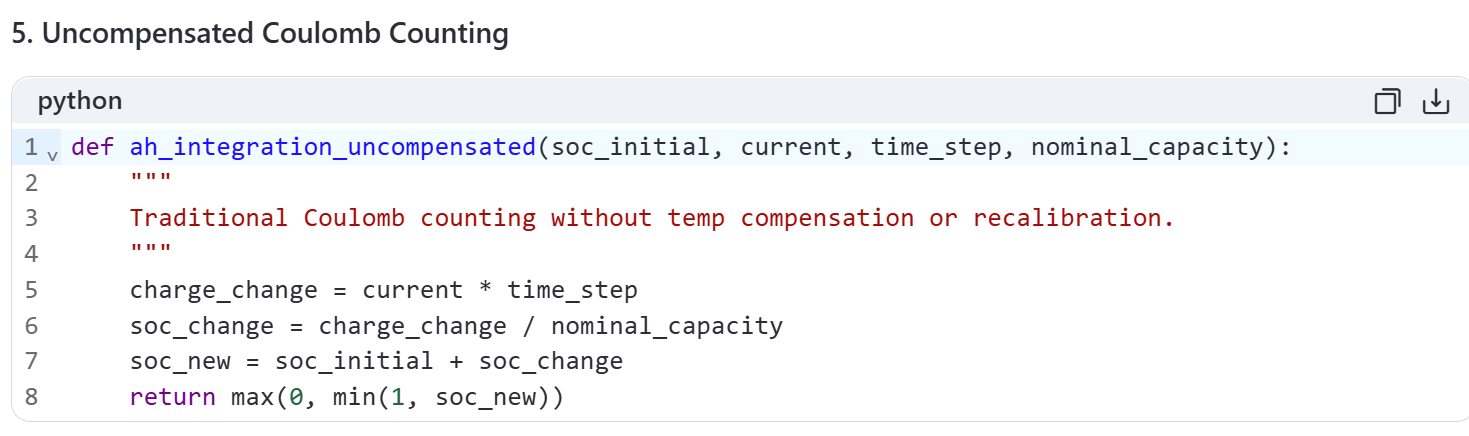 5. Uncompensated Coulomb Counting
python
1 def ah_integration_uncompensated(soc_initial, current, time_step, nominal_capacity):
2     """
3     Traditional Coulomb counting without temp compensation or recalibration.
4     """
5     charge_change = current * time_step
6     soc_change = charge_change / nominal_capacity
7     soc_new = soc_initial + soc_change
8     return max(0, min(1, soc_new))